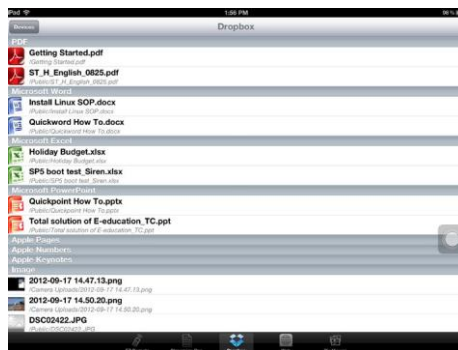 iPod
1:56 PM
96%
Browse
Dropbox
PDF
Getting Started.pdf
/Getting Started.pdf
ST_H_English_0825.pdf
/Public/ST_H_English_0825.pdf
Microsoft Word
Install Linux SOP.docx
/Public/Install Linux SOP.docx
Quickword How To.docx
/Public/Quickword How To.docx
Microsoft Excel
Holiday Budget.xlsx
/Public/Holiday Budget.xlsx
SP5 boot test_Siren.xlsx
/Public/SP5 boot test_Siren.xlsx
Microsoft PowerPoint
Quickpoint How To.pptx
/Public/Quickpoint How To.pptx
Total solution of E-education_TC.ppt
/Public/Total solution of E-education_TC.ppt
Apple Pages
Apple Numbers
Apple Keynotes
Image
2012-09-17 14.47.13.png
/Camera Uploads/2012-09-17 14.47.13.png
2012-09-17 14.50.20.png
/Camera Uploads/2012-09-17 14.50.20.png
DSC02422.JPG
/Public/DSC02422.JPG